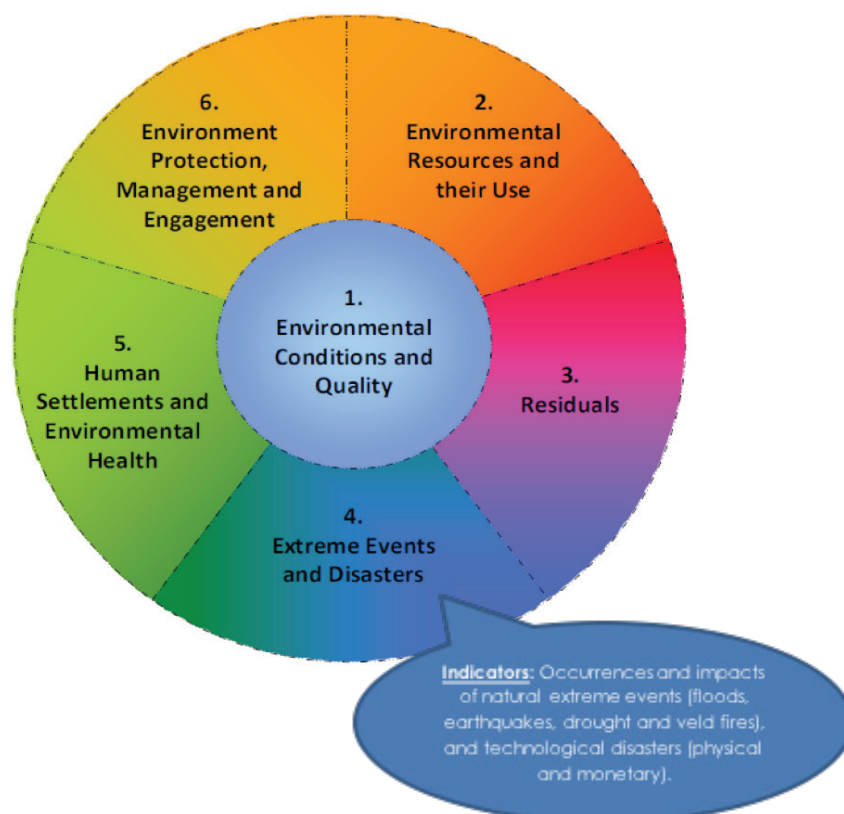 6.
Environment
Protection,
Management and
Engagement
2.
Environmental
Resources and
their Use
1.
Environmental
Conditions and
Quality
5.
Human
Settlements and
Environmental
Health
3.
Residuals
4.
Extreme Events
and Disasters
Indicators: Occurrences and impacts
of natural extreme events (floods,
earthquakes, drought and veld fires),
and technological disasters (physical
and monetary).